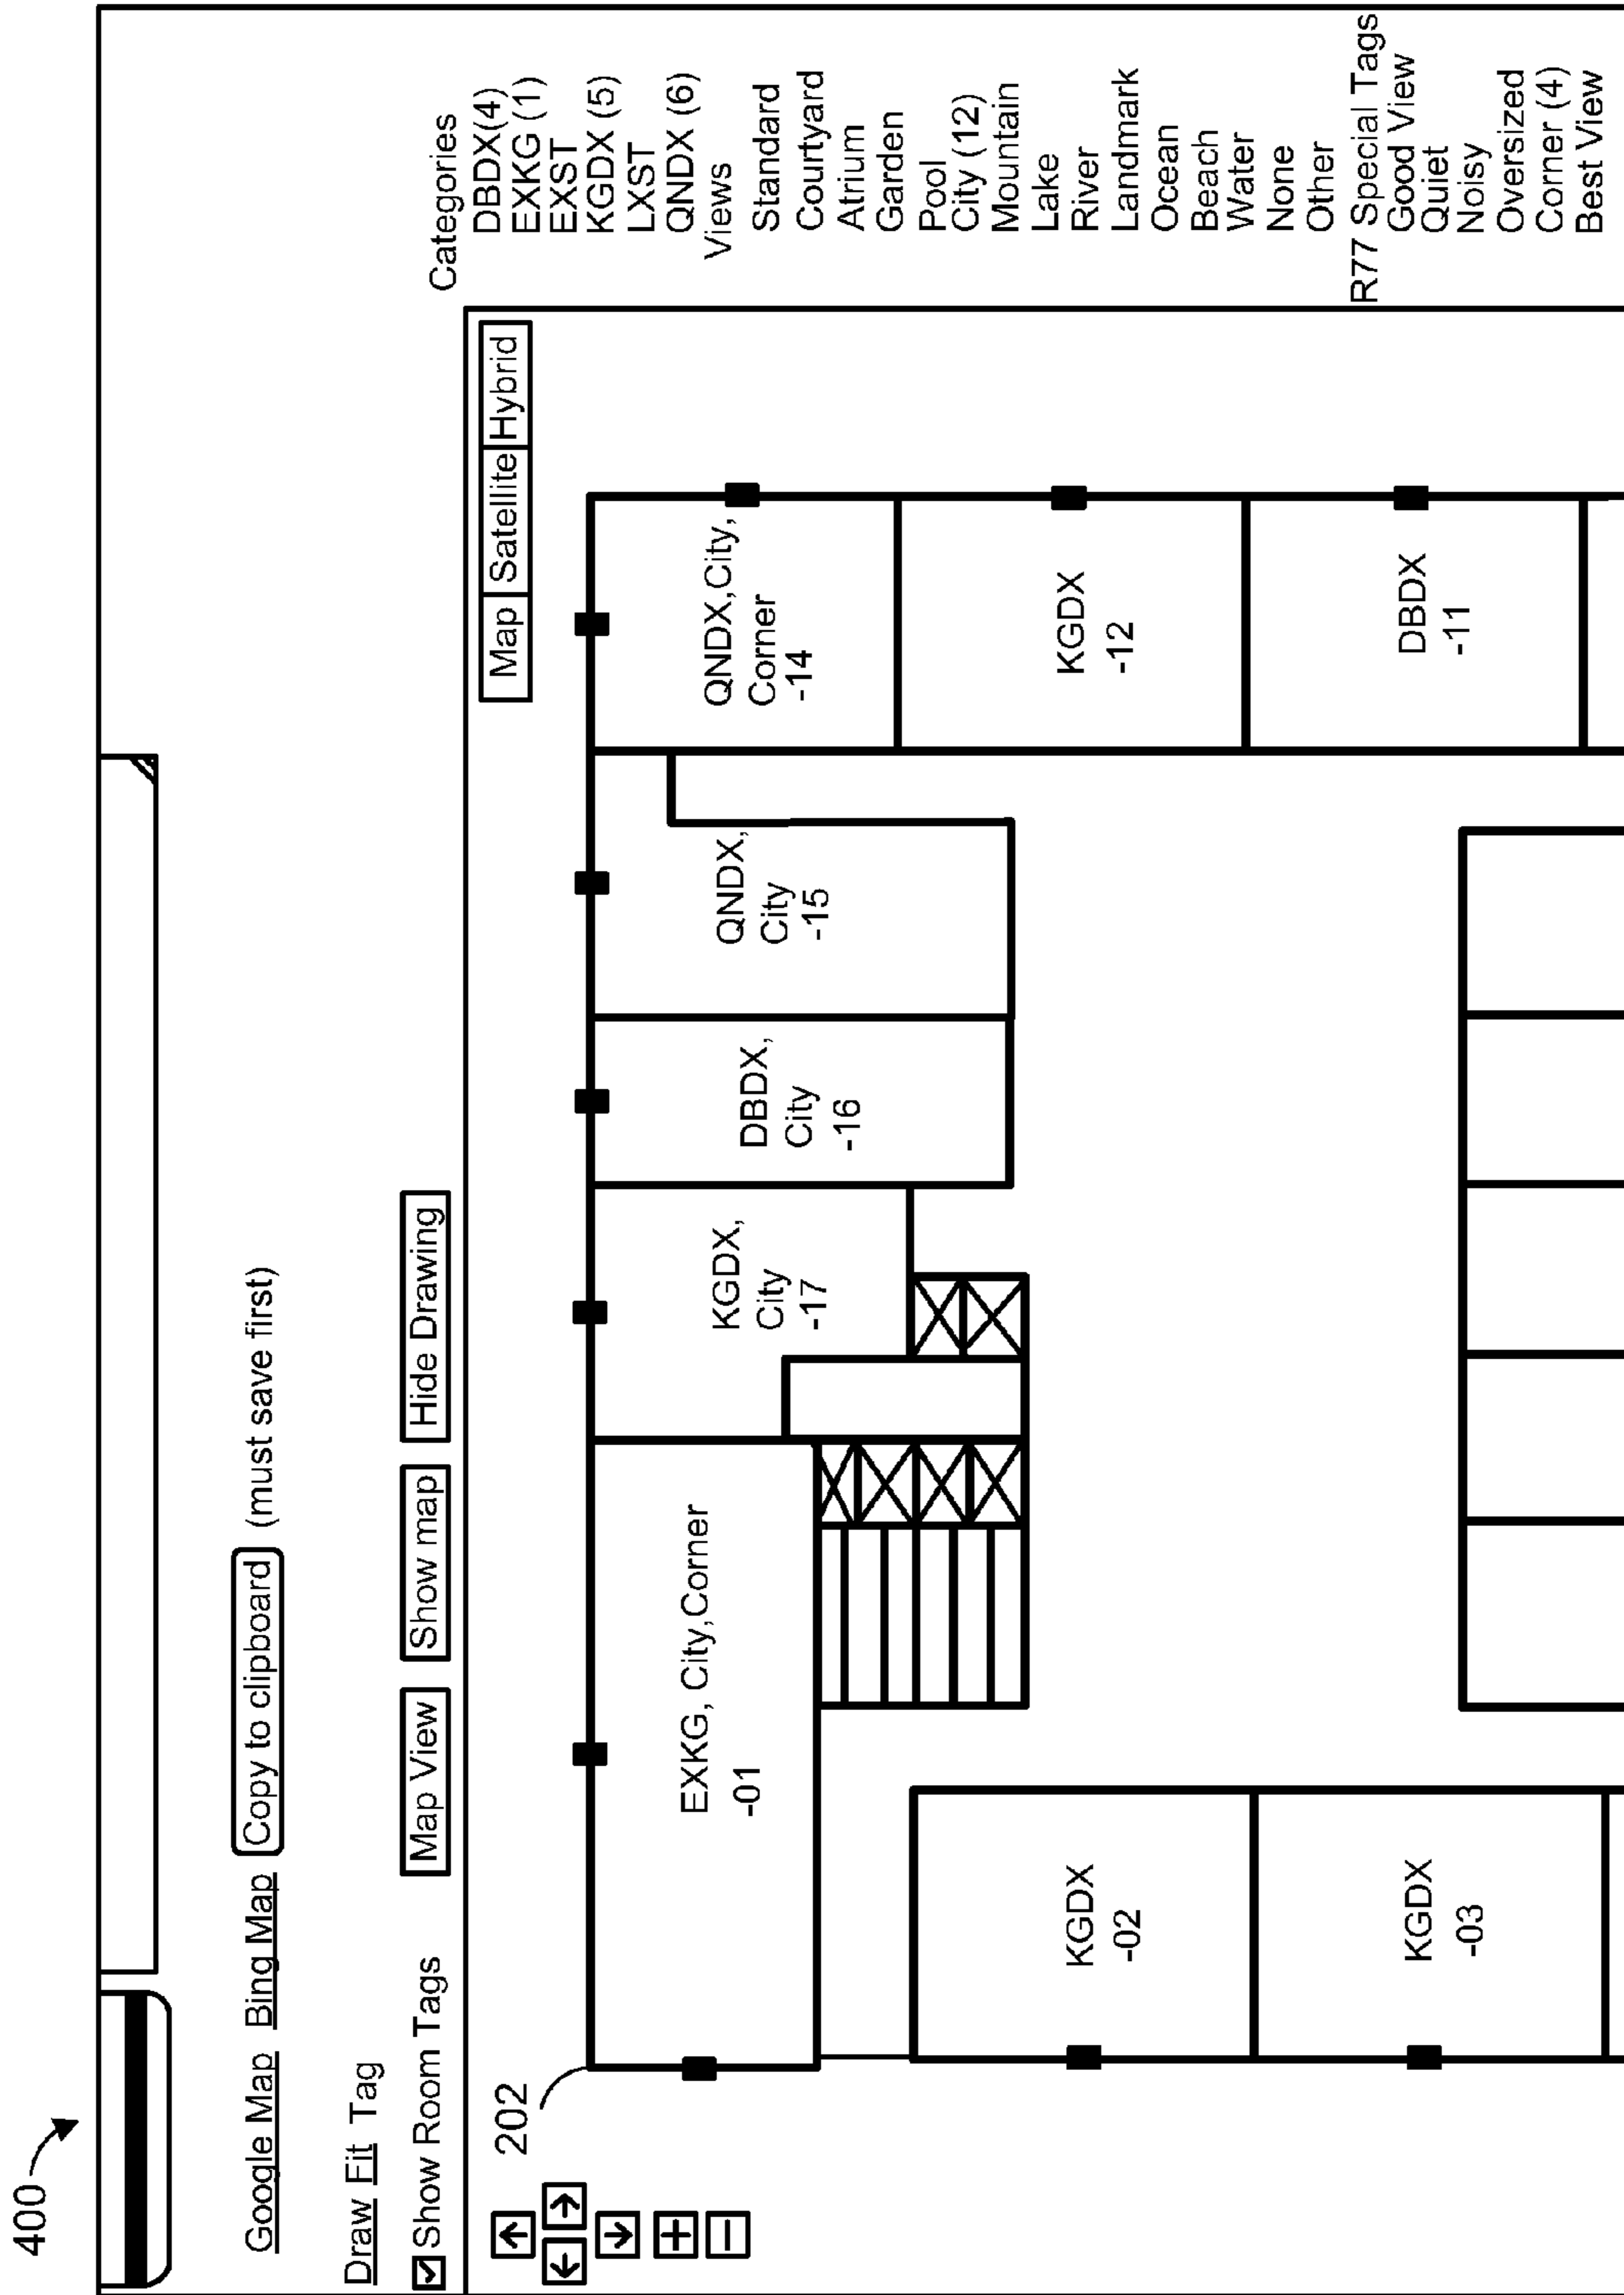 400
Google Map Bing Map Copy to clipboard (must save first)
Draw Fit Tag
Show Room Tags Map View Show map Hide Drawing
Categories
DBDX(4)
EXKG (1)
EXST
KGDX (5)
LXST
QNDX (6)
Views
Standard
Courtyard
Atrium
Garden
Pool
City (12)
Mountain
Lake
River
Landmark
Ocean
Beach
Water
None
Other
R77 Special Tags
Good View
Quiet
Noisy
Oversized
Corner (4)
Best View
Map Satellite Hybrid
202
EXKG, City,Corner
-01
KGDX,
City
-17
DBDX,
City
-16
QNDX,
City
-15
QNDX,City,
Corner
-14
KGDX
-02
KGDX
-12
KGDX
-03
DBDX
-11